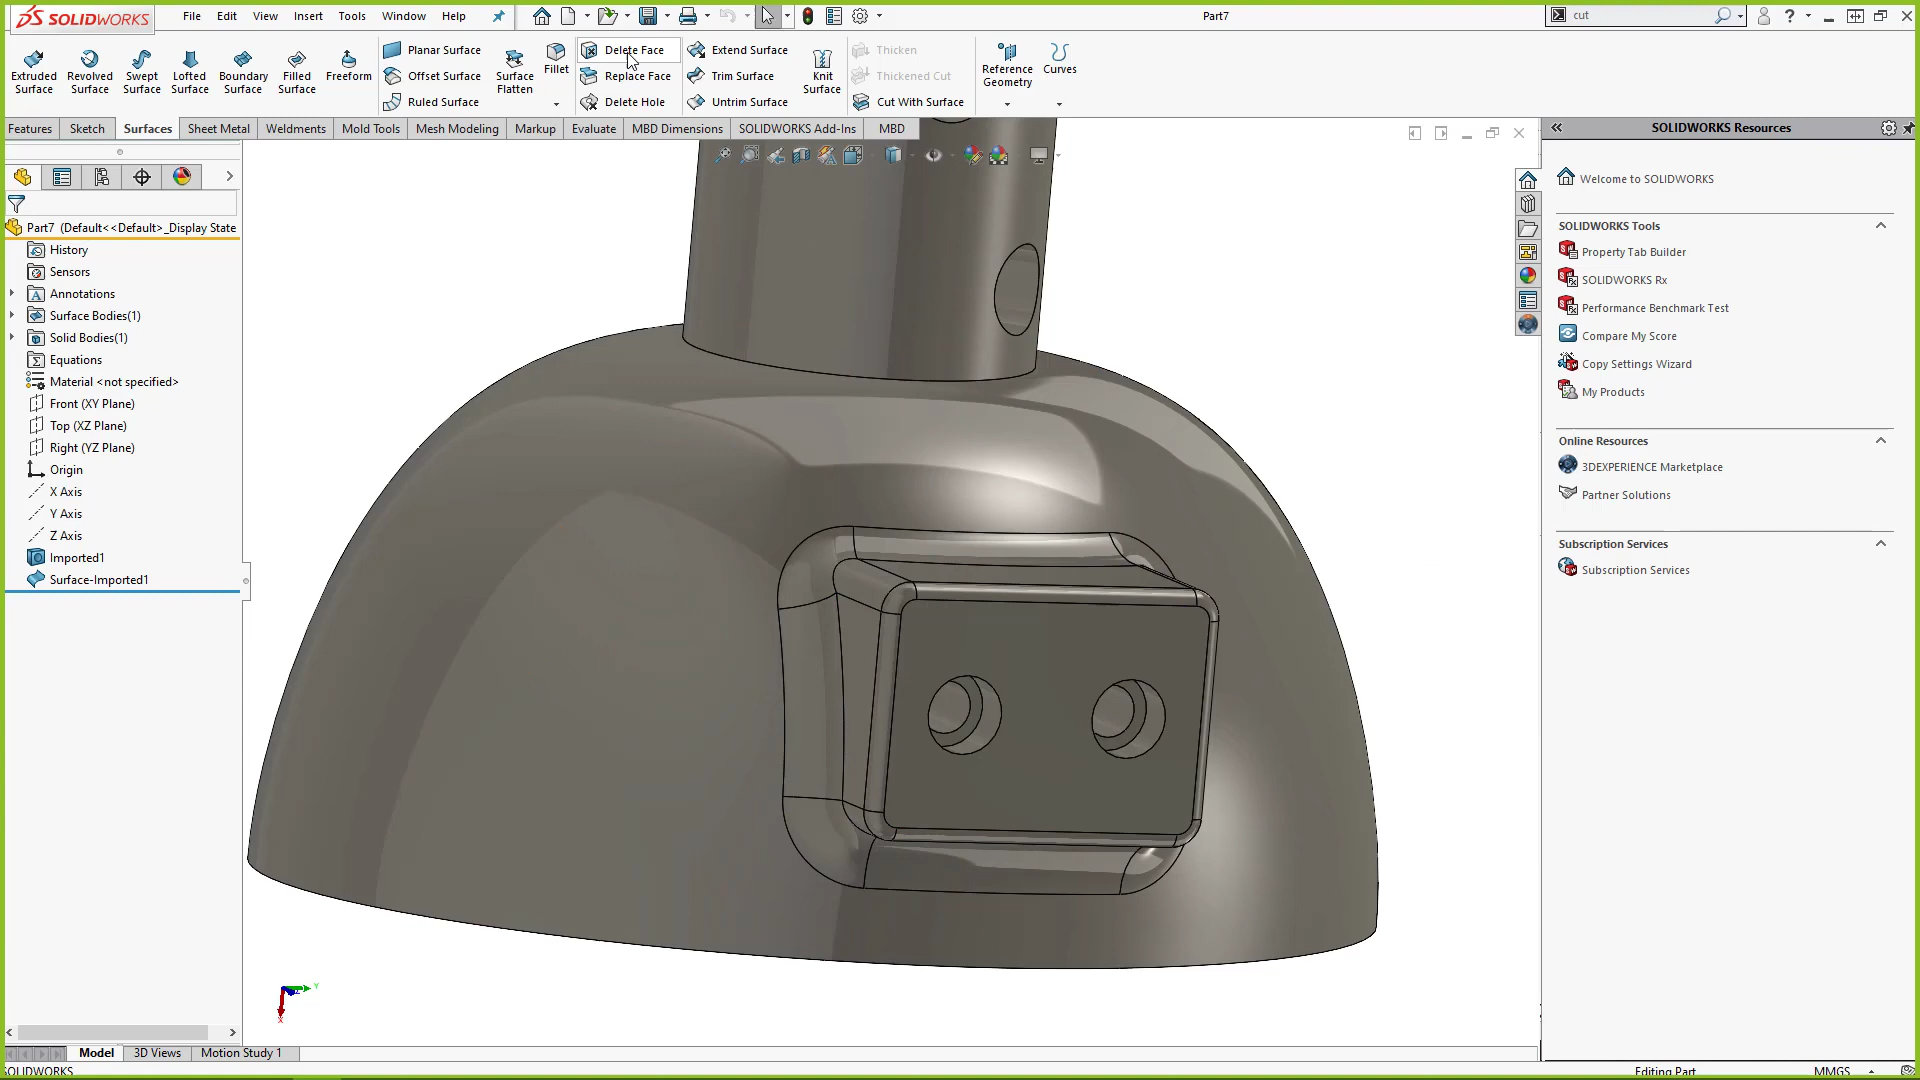 SOLIDWORKS File Edit View Insert Tools Window Help Part7 cut
Extruded Surface
Revolved Surface
Swept Surface
Lofted Surface
Boundary Surface
Filled Surface
Freeform
Planar Surface
Offset Surface
Ruled Surface
Surface Flatten
Fillet
Delete Face
Replace Face
Delete Hole
Extend Surface
Trim Surface
Untrim Surface
Knit Surface
Thicken
Thickened Cut
Cut With Surface
Reference Geometry
Curves
Features Sketch Surfaces Sheet Metal Weldments Mold Tools Mesh Modeling Markup Evaluate MBD Dimensions SOLIDWORKS Add-Ins MBD
Part7 (Default<<Default>_Display State
History
Sensors
Annotations
Surface Bodies(1)
Solid Bodies(1)
Equations
Material <not specified>
Front (XY Plane)
Top (XZ Plane)
Right (YZ Plane)
Origin
X Axis
Y Axis
Z Axis
Imported1
Surface-Imported1
Y
X
SOLIDWORKS Resources
Welcome to SOLIDWORKS
SOLIDWORKS Tools
Property Tab Builder
SOLIDWORKS Rx
Performance Benchmark Test
Compare My Score
Copy Settings Wizard
My Products
Online Resources
3DEXPERIENCE Marketplace
Partner Solutions
Subscription Services
Subscription Services
Model 3D Views Motion Study 1
SOLIDWORKS Editing Part MMGS